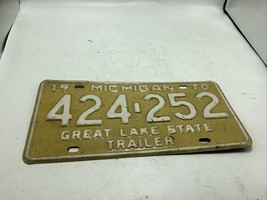 19 MICHIGAN 70
424-252
GREAT LAKE STATE
TRAILER